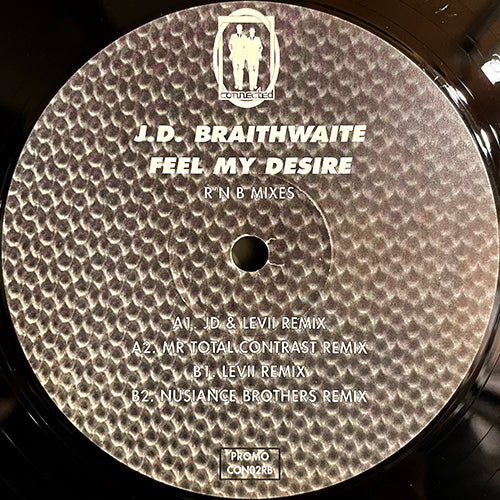 connected
J.D. BRAITHWAITE
FEEL MY DESIRE
R'N B MIXES
A1. JD & LEVII REMIX
A2. MR TOTAL CONTRAST REMIX
B1. LEVII REMIX
B2. NUSIANCE BROTHERS REMIX
PROMO
CON02RB